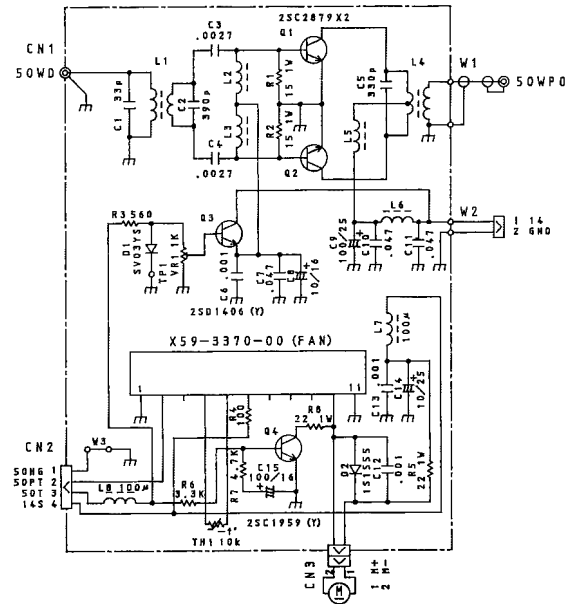 2SC2879X2
C3
.0027
Q1
CN1
50WD
L1
L4
W1
50WPO
C1
33P
C2
390P
L2
L3
R1
15 1W
R2
15 1W
C5
330P
L5
C4
.0027
Q2
R3 560
Q3
L6
W2
1 14
2 GND
D1
SV03YS
TP1
VR1 1K
C9
100/25
C10
.047
C11
.047
C6
.001
C7
.047
C8
10/16
2SD1406 (Y)
L7
100μ
X59-3370-00 (FAN)
1
11
C13
.001
C14
10/25
R4
100
R8
22 1W
Q4
CN2
W3
50NG 1
50PT 2
50T 3
14S 4
L8 100μ
R6
3.3K
R7 4.7K
C15
100/16
D2
1S1555
C12
.001
R5
22 1W
2SC1959 (Y)
TH1 10k
CN3
2
1
M
1 M+
2 M-